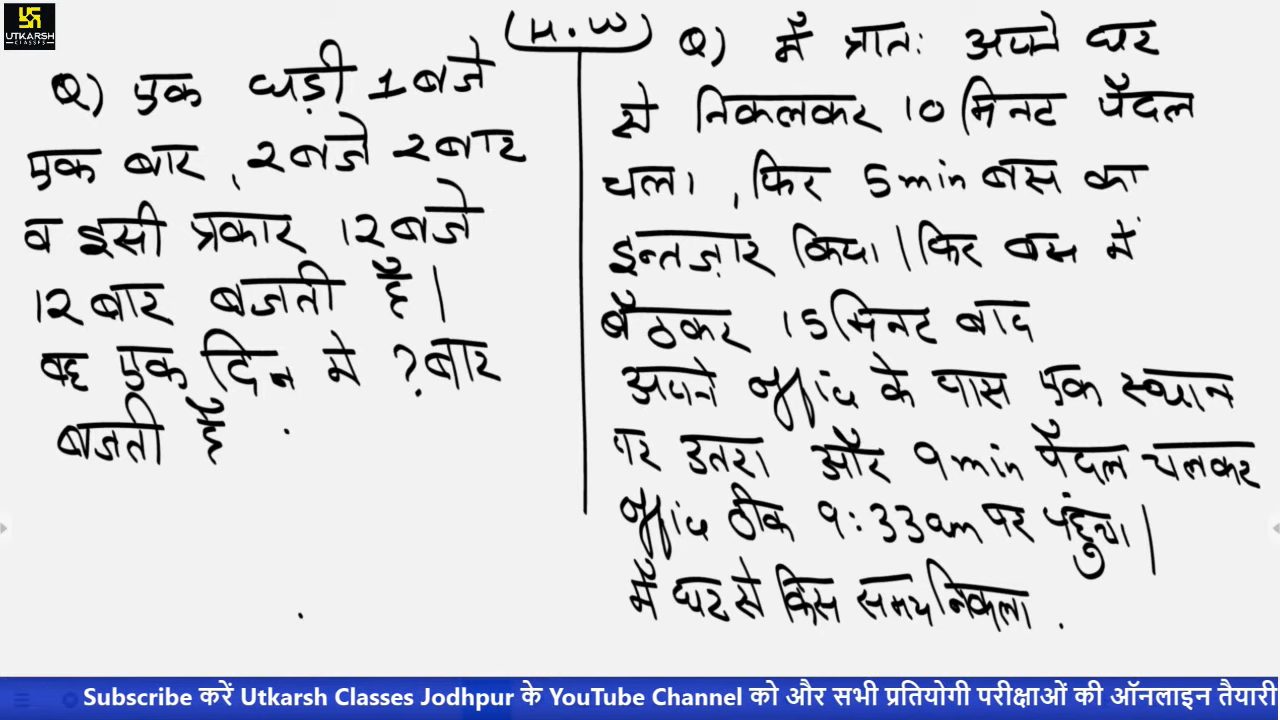 UTKARSH
CLASSES
(H.W)
Q) एक घड़ी 1 बजे
एक बार, 2 बजे 2 बार
व इसी प्रकार 12 बजे
12 बार बजती है।
वह एक दिन मे ? बार
बजती है
Q) मैं प्रातः अपने घर
से निकलकर 10 मिनट पैदल
चला, फिर 5 min बस का
इन्तज़ार किया। फिर बस में
बैठकर 15 मिनट बाद
अपने office के पास एक स्थान
पर उतरा और 9 min पैदल चलकर
office ठीक 9:33 am पर पहुंचा।
मैं घर से किस समय निकला.
Subscribe करें Utkarsh Classes Jodhpur के YouTube Channel को और सभी प्रतियोगी परीक्षाओं की ऑनलाइन तैयारी